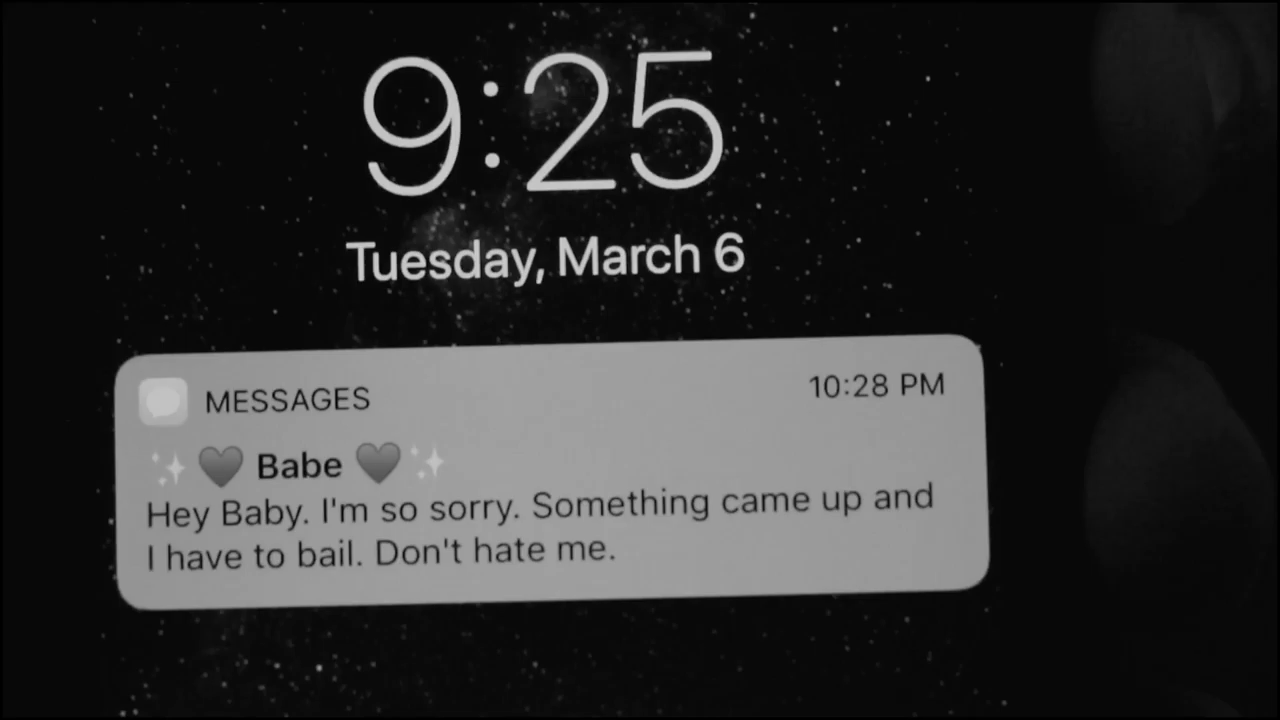 9:25
Tuesday, March 6
MESSAGES 10:28 PM
✨🖤 Babe 🖤✨
Hey Baby. I'm so sorry. Something came up and
I have to bail. Don't hate me.